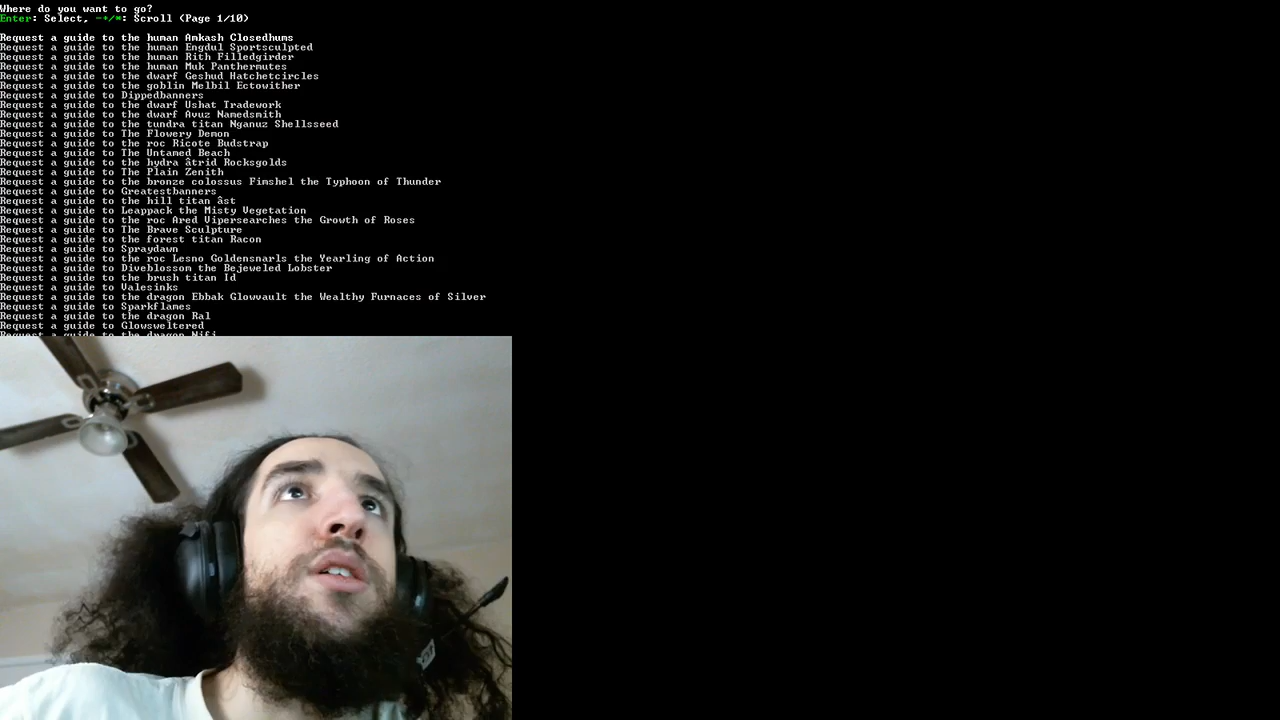 Where do you want to go?
Enter: Select, -+/*: Scroll (Page 1/10)
Request a guide to the human Amkash Closedhums
Request a guide to the human Engdul Sportsculpted
Request a guide to the human Rith Filledgirder
Request a guide to the human Muk Panthermutes
Request a guide to the dwarf Geshud Hatchetcircles
Request a guide to the goblin Melbil Ectowither
Request a guide to Dippedbanners
Request a guide to the dwarf Ushat Tradework
Request a guide to the dwarf Avuz Namedsmith
Request a guide to the tundra titan Nganuz Shellsseed
Request a guide to The Flowery Demon
Request a guide to the roc Ricote Budstrap
Request a guide to The Untamed Beach
Request a guide to the hydra âtrid Rocksgolds
Request a guide to The Plain Zenith
Request a guide to the bronze colossus Fimshel the Typhoon of Thunder
Request a guide to Greatestbanners
Request a guide to the hill titan âst
Request a guide to Leappack the Misty Vegetation
Request a guide to the roc Ared Vipersearches the Growth of Roses
Request a guide to The Brave Sculpture
Request a guide to the forest titan Racon
Request a guide to Spraydawn
Request a guide to the roc Lesno Goldensnarls the Yearling of Action
Request a guide to Diveblossom the Bejeweled Lobster
Request a guide to the brush titan Id
Request a guide to Valesinks
Request a guide to the dragon Ebbak Glowvault the Wealthy Furnaces of Silver
Request a guide to Sparkflames
Request a guide to the dragon Ral
Request a guide to Glowsweltered
Request a guide to the dragon Nifi